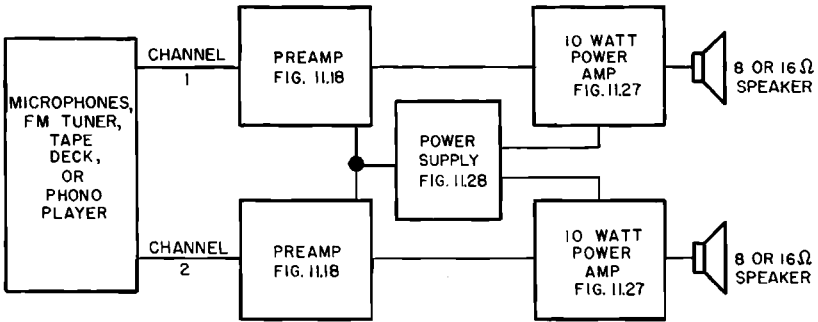 MICROPHONES,
FM TUNER,
TAPE
DECK,
OR
PHONO
PLAYER
CHANNEL
1
PREAMP
FIG. 11.18
10 WATT
POWER
AMP
FIG. 11.27
8 OR 16Ω
SPEAKER
POWER
SUPPLY
FIG. 11.28
CHANNEL
2
PREAMP
FIG. 11.18
10 WATT
POWER
AMP
FIG. 11.27
8 OR 16Ω
SPEAKER